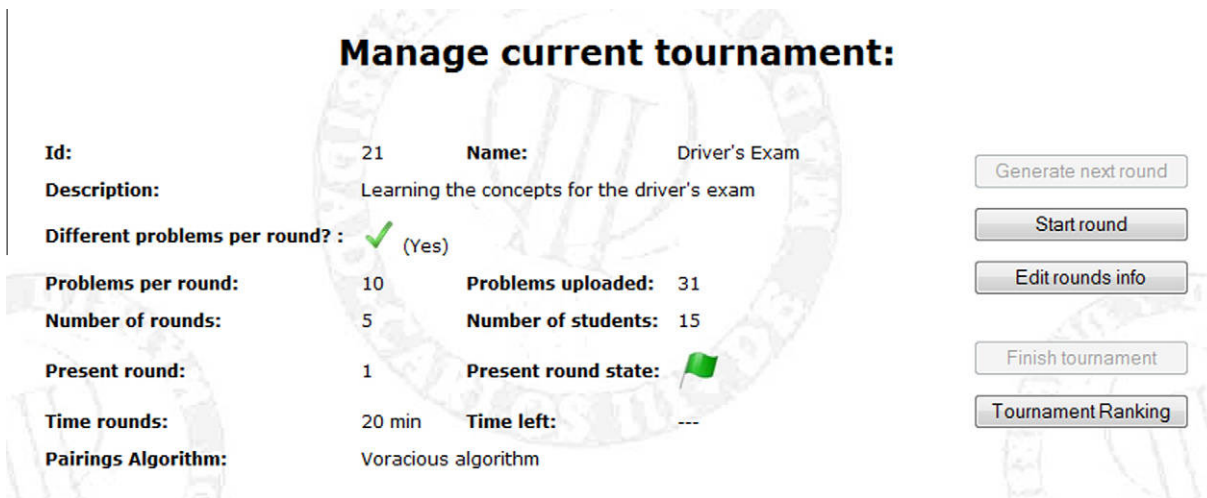 Manage current tournament:
Id: 21 Name: Driver's Exam
Generate next round
Description: Learning the concepts for the driver's exam
Start round
Different problems per round? : (Yes)
Edit rounds info
Problems per round: 10 Problems uploaded: 31
Number of rounds: 5 Number of students: 15
Finish tournament
Present round: 1 Present round state:
Tournament Ranking
Time rounds: 20 min Time left: ---
Pairings Algorithm: Voracious algorithm